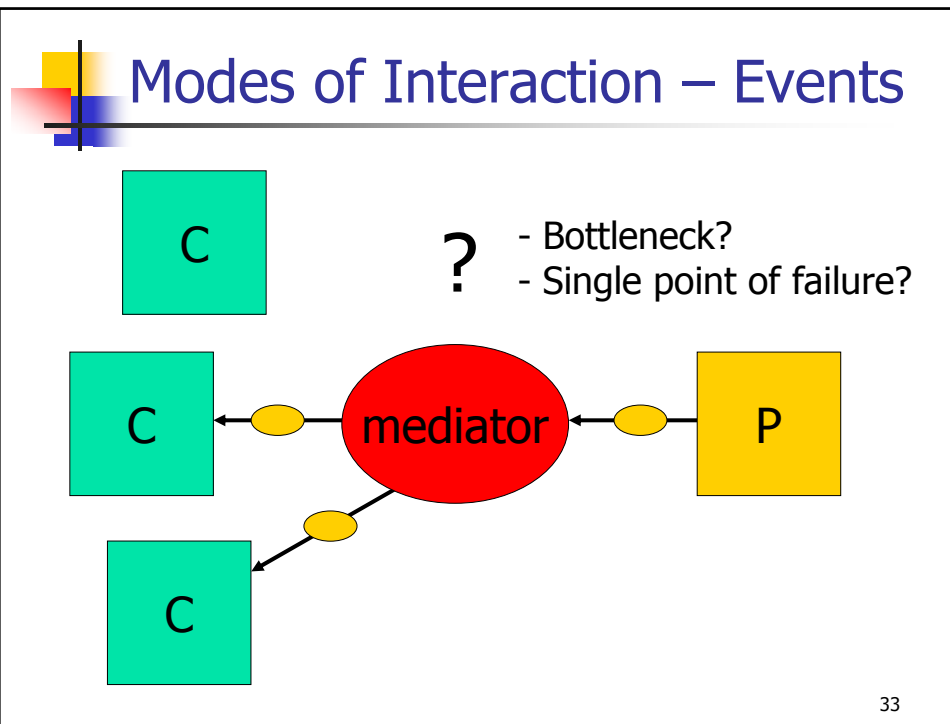 Modes of Interaction – Events
C
?
- Bottleneck?
- Single point of failure?
C
mediator
P
C
33